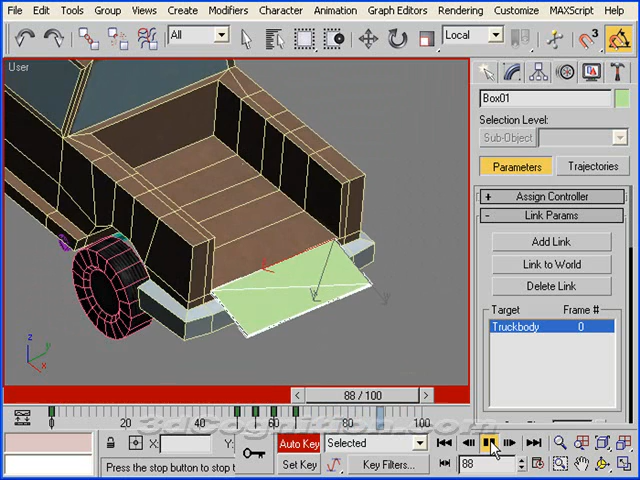 File Edit Tools Group Views Create Modifiers Character Animation Graph Editors Rendering Customize MAXScript Help
All Local 3
User
Box01
Selection Level:
Sub-Object
Parameters Trajectories
+ Assign Controller
- Link Params
Add Link
Link to World
Delete Link
Target Frame #
Truckbody 0
z
y
x
< 88 / 100 >
0 20 40 60 80 100
3dCognition.com
X: Y: Auto Key Selected
Press the stop button to stop t Set Key Key Filters... 88